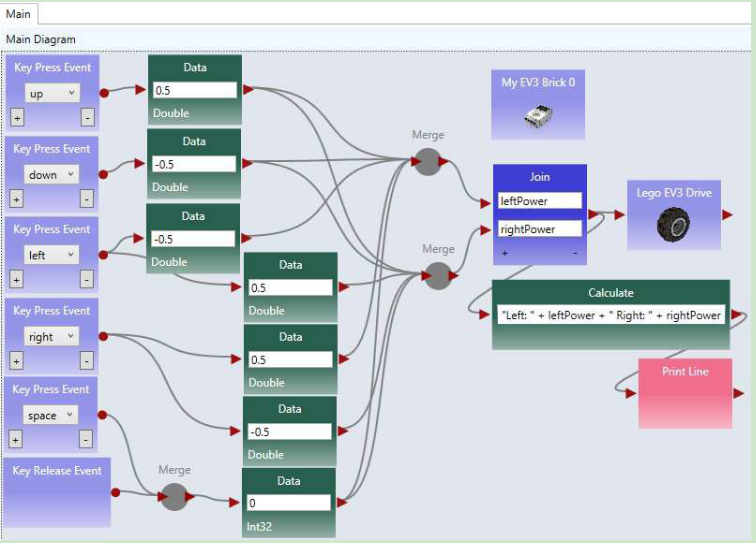 Main
Main Diagram
Key Press Event
up
+ -
Data
0.5
Double
Key Press Event
down
+ -
Data
-0.5
Double
Key Press Event
left
+ -
Data
-0.5
Double
Data
0.5
Double
Key Press Event
right
+ -
Data
0.5
Double
Key Press Event
space
+ -
Data
-0.5
Double
Key Release Event
Merge
Data
0
Int32
Merge
Merge
My EV3 Brick 0
Join
leftPower
rightPower
+ -
Lego EV3 Drive
Calculate
"Left: " + leftPower + " Right: " + rightPower
Print Line